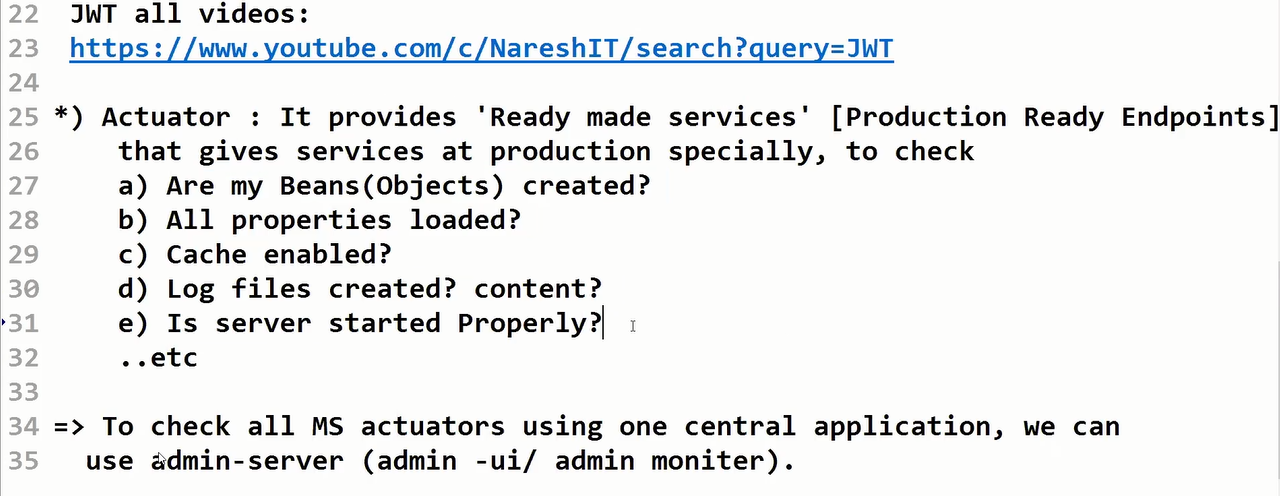 22 JWT all videos:
23 https://www.youtube.com/c/NareshIT/search?query=JWT
24
25 *) Actuator : It provides 'Ready made services' [Production Ready Endpoints]
26 that gives services at production specially, to check
27 a) Are my Beans(Objects) created?
28 b) All properties loaded?
29 c) Cache enabled?
30 d) Log files created? content?
31 e) Is server started Properly?
32 ..etc
33
34 => To check all MS actuators using one central application, we can
35 use admin-server (admin -ui/ admin moniter).